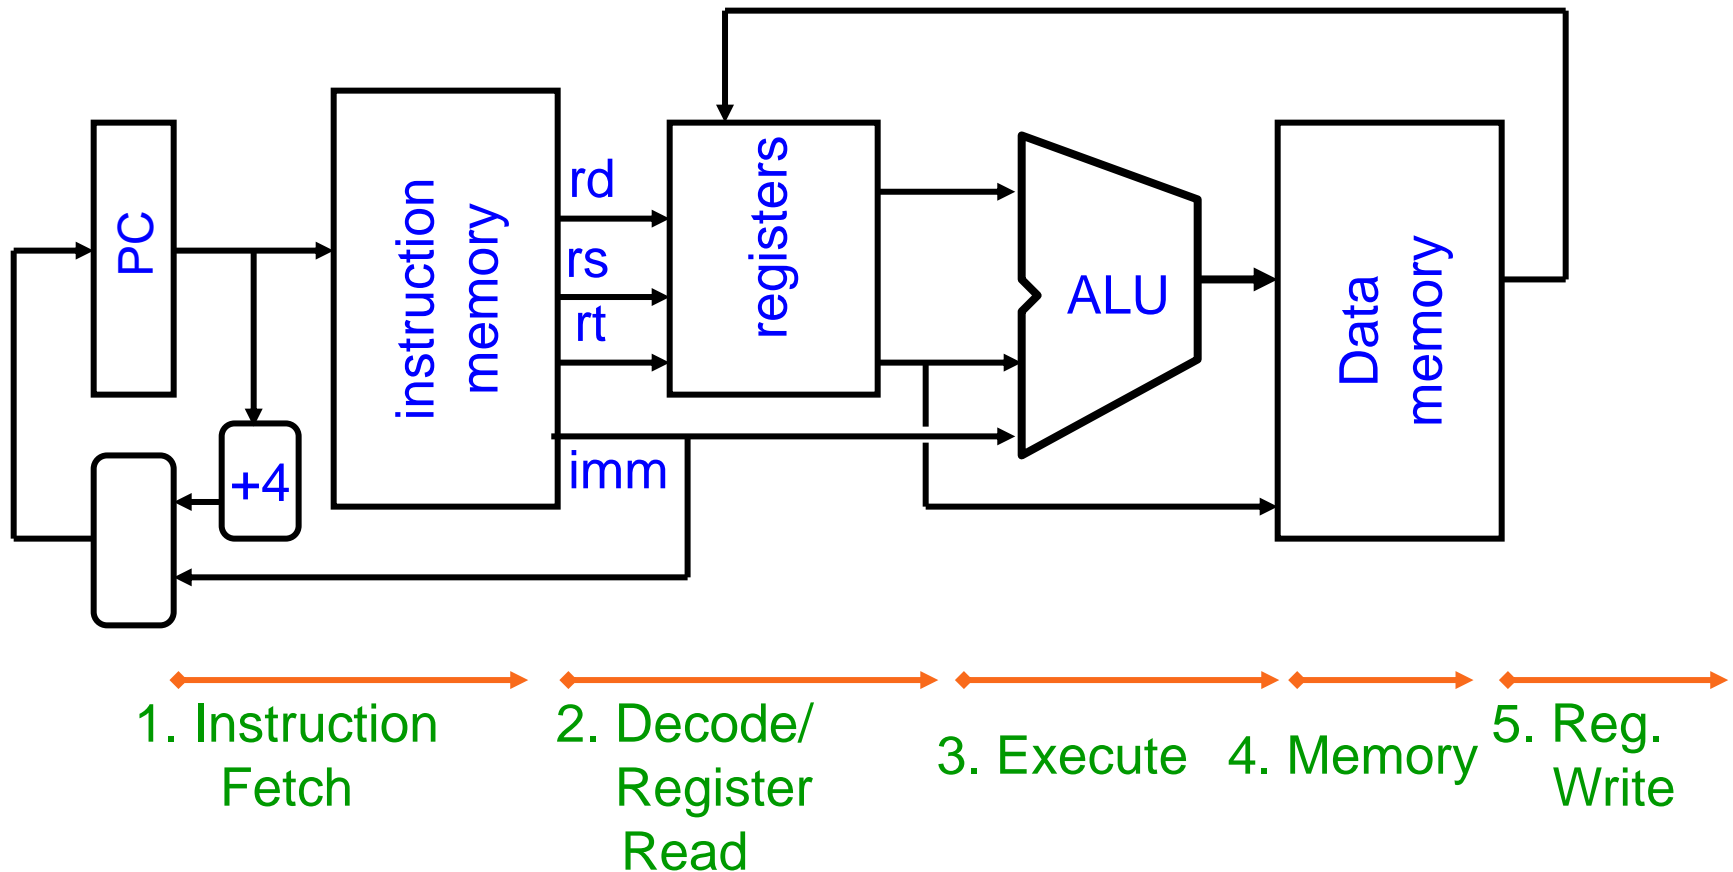 PC
+4
instruction
memory
rd
rs
rt
imm
registers
ALU
Data
memory
1. Instruction
Fetch
2. Decode/
Register
Read
3. Execute
4. Memory
5. Reg.
Write